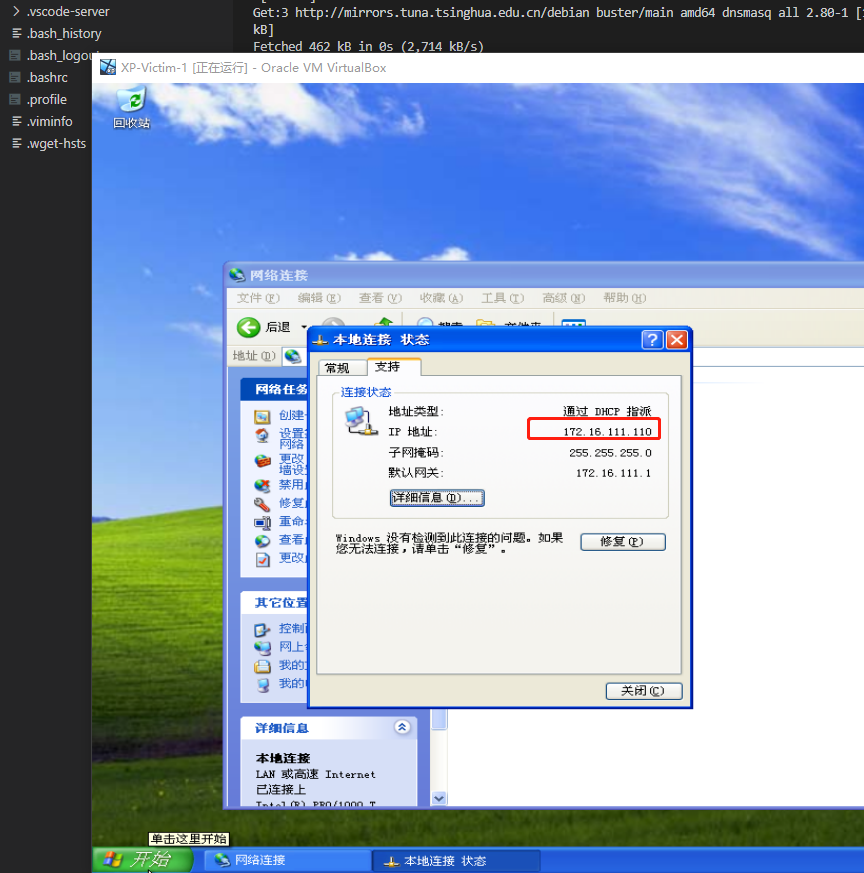 .vscode-server
.bash_history
.bash_logou
.bashrc
.profile
.viminfo
.wget-hsts
Get:3 http://mirrors.tuna.tsinghua.edu.cn/debian buster/main amd64 dnsmasq all 2.80-1 [
kB]
Fetched 462 kB in 0s (2,714 kB/s)
XP-Victim-1 [正在运行] - Oracle VM VirtualBox
回收站
网络连接
文件(F) 编辑(E) 查看(V) 收藏(A) 工具(T) 高级(N) 帮助(H)
后退
地址(D)
网络任务
创建
设置
网络
更改
墙设
禁用
修复
重命
查看
更改
其它位置
控制
网上
我的
我的
详细信息
本地连接
LAN 或高速 Internet
已连接上
本地连接 状态
常规
支持
连接状态
地址类型: 通过 DHCP 指派
IP 地址: 172.16.111.110
子网掩码: 255.255.255.0
默认网关: 172.16.111.1
详细信息(D)...
Windows 没有检测到此连接的问题。如果
您无法连接，请单击“修复”。
修复(P)
关闭(C)
单击这里开始
开始
网络连接
本地连接 状态